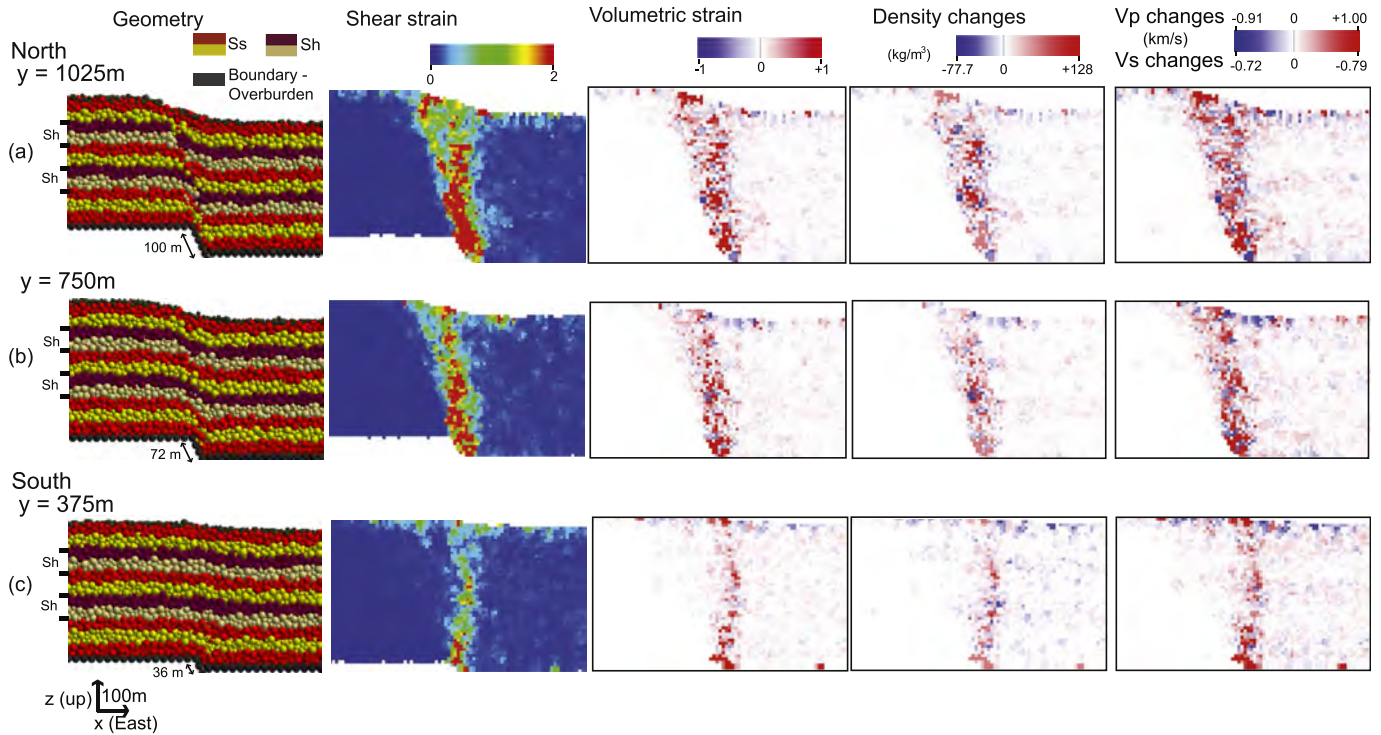 Geometry
Shear strain
Volumetric strain
Density changes
Vp changes
-0.91 0 +1.00
(km/s)
Vs changes
-0.72 0 -0.79
Ss
Sh
Boundary -
Overburden
0 2
-1 0 +1
(kg/m³)
-77.7 0 +128
North
y = 1025m
(a)
Sh
Sh
100 m
y = 750m
(b)
Sh
Sh
72 m
South
y = 375m
(c)
Sh
Sh
36 m
z (up)
100m
x (East)